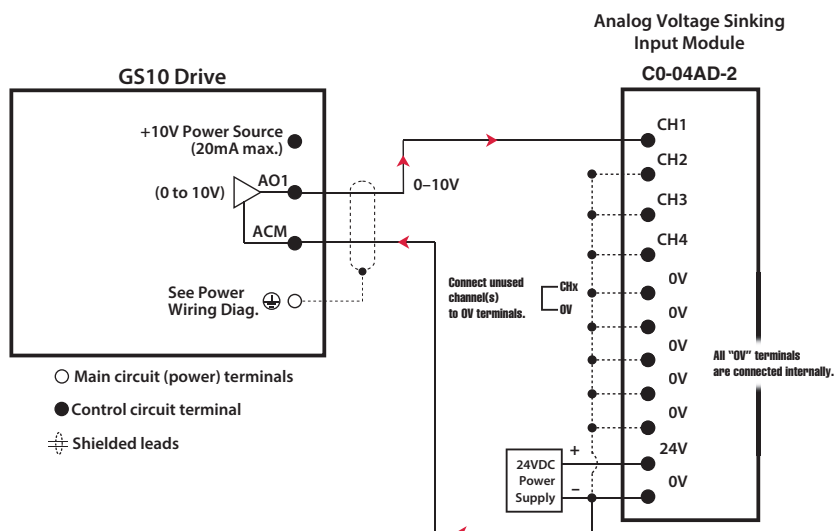 Analog Voltage Sinking
Input Module
C0-04AD-2
GS10 Drive
+10V Power Source
(20mA max.)
(0 to 10V)
AO1
0–10V
ACM
See Power
Wiring Diag.
CH1
CH2
CH3
CH4
0V
0V
0V
0V
0V
24V
0V
Connect unused
channel(s)
to 0V terminals.
CHx
0V
All "0V" terminals
are connected internally.
Main circuit (power) terminals
Control circuit terminal
Shielded leads
24VDC
Power
Supply
+
–